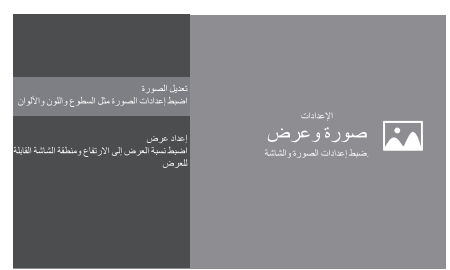 الإعدادات
صورة وعرض
ضبط إعدادات الصورة والشاشة.
تعديل الصورة
اضبط إعدادات الصورة مثل السطوع واللون والألوان
إعداد عرض
اضبط نسبة العرض إلى الارتفاع ومنطقة الشاشة القابلة
للعرض